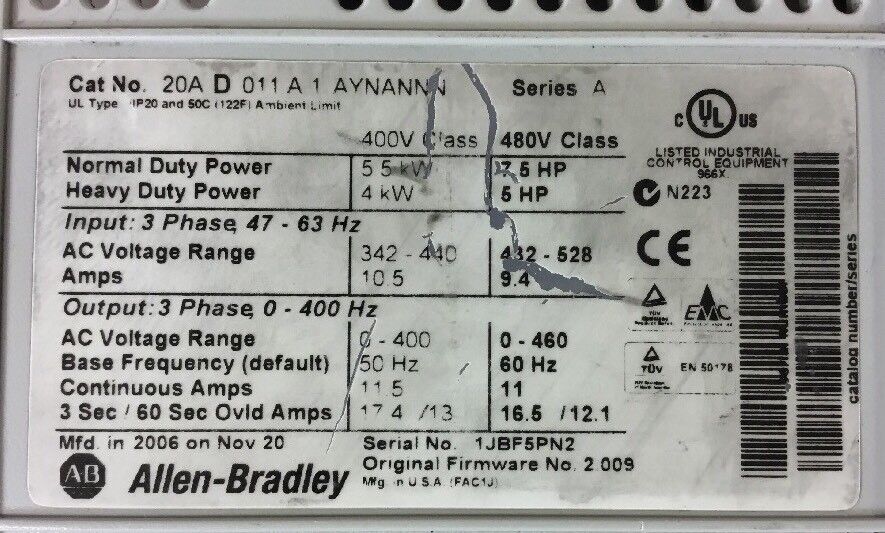 Cat No. 20A D 011 A 1 AYNANNN Series A
UL Type IP20 and 50C (122F) Ambient Limit
400V Class 480V Class
Normal Duty Power 5.5 kW 7.5 HP
Heavy Duty Power 4 kW 5 HP
Input: 3 Phase, 47 - 63 Hz
AC Voltage Range 342 - 440 432 - 528
Amps 10.5 9.4
Output: 3 Phase, 0 - 400 Hz
AC Voltage Range 0 - 400 0 - 460
Base Frequency (default) 50 Hz 60 Hz
Continuous Amps 11.5 11
3 Sec / 60 Sec Ovld Amps 17.4 /13 16.5 /12.1
Mfd. in 2006 on Nov 20 Serial No. 1JBF5PN2
Original Firmware No. 2.009
Mfg in U.S.A. (FAC1J)
AB Allen-Bradley
C UL US
LISTED INDUSTRIAL
CONTROL EQUIPMENT
966X
N223
CE
TÜV
EMC
TÜV EN 50178
catalog number/series